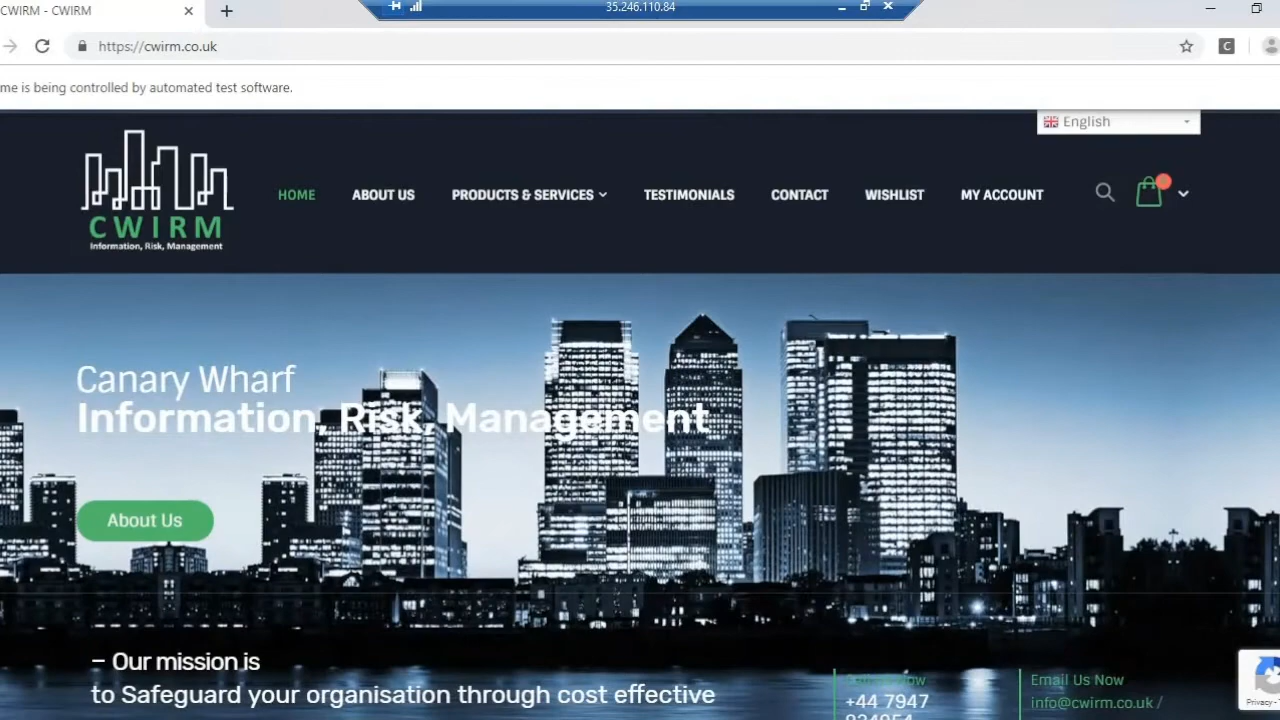 35.246.110.84
CWIRM - CWIRM
https://cwirm.co.uk
C
me is being controlled by automated test software.
English
HOME
ABOUT US
PRODUCTS & SERVICES
TESTIMONIALS
CONTACT
WISHLIST
MY ACCOUNT
CWIRM
Information, Risk, Management
Canary Wharf
Information, Risk, Management
About Us
– Our mission is
to Safeguard your organisation through cost effective
Now
+44 7947
Email Us Now
info@cwirm.co.uk /
Privacy -